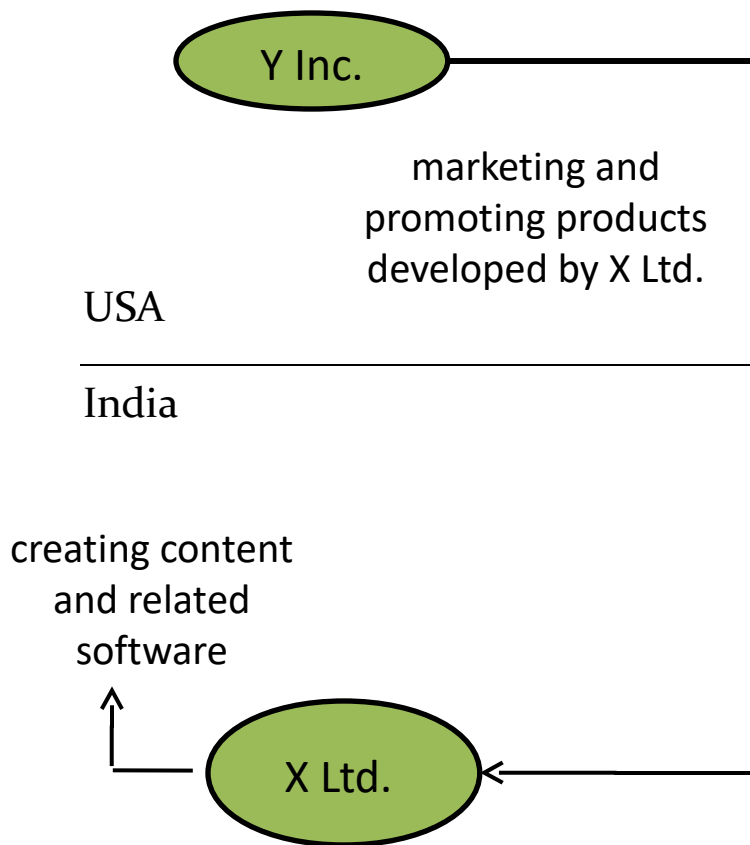 Y Inc.
marketing and
promoting products
developed by X Ltd.
USA
India
creating content
and related
software
X Ltd.